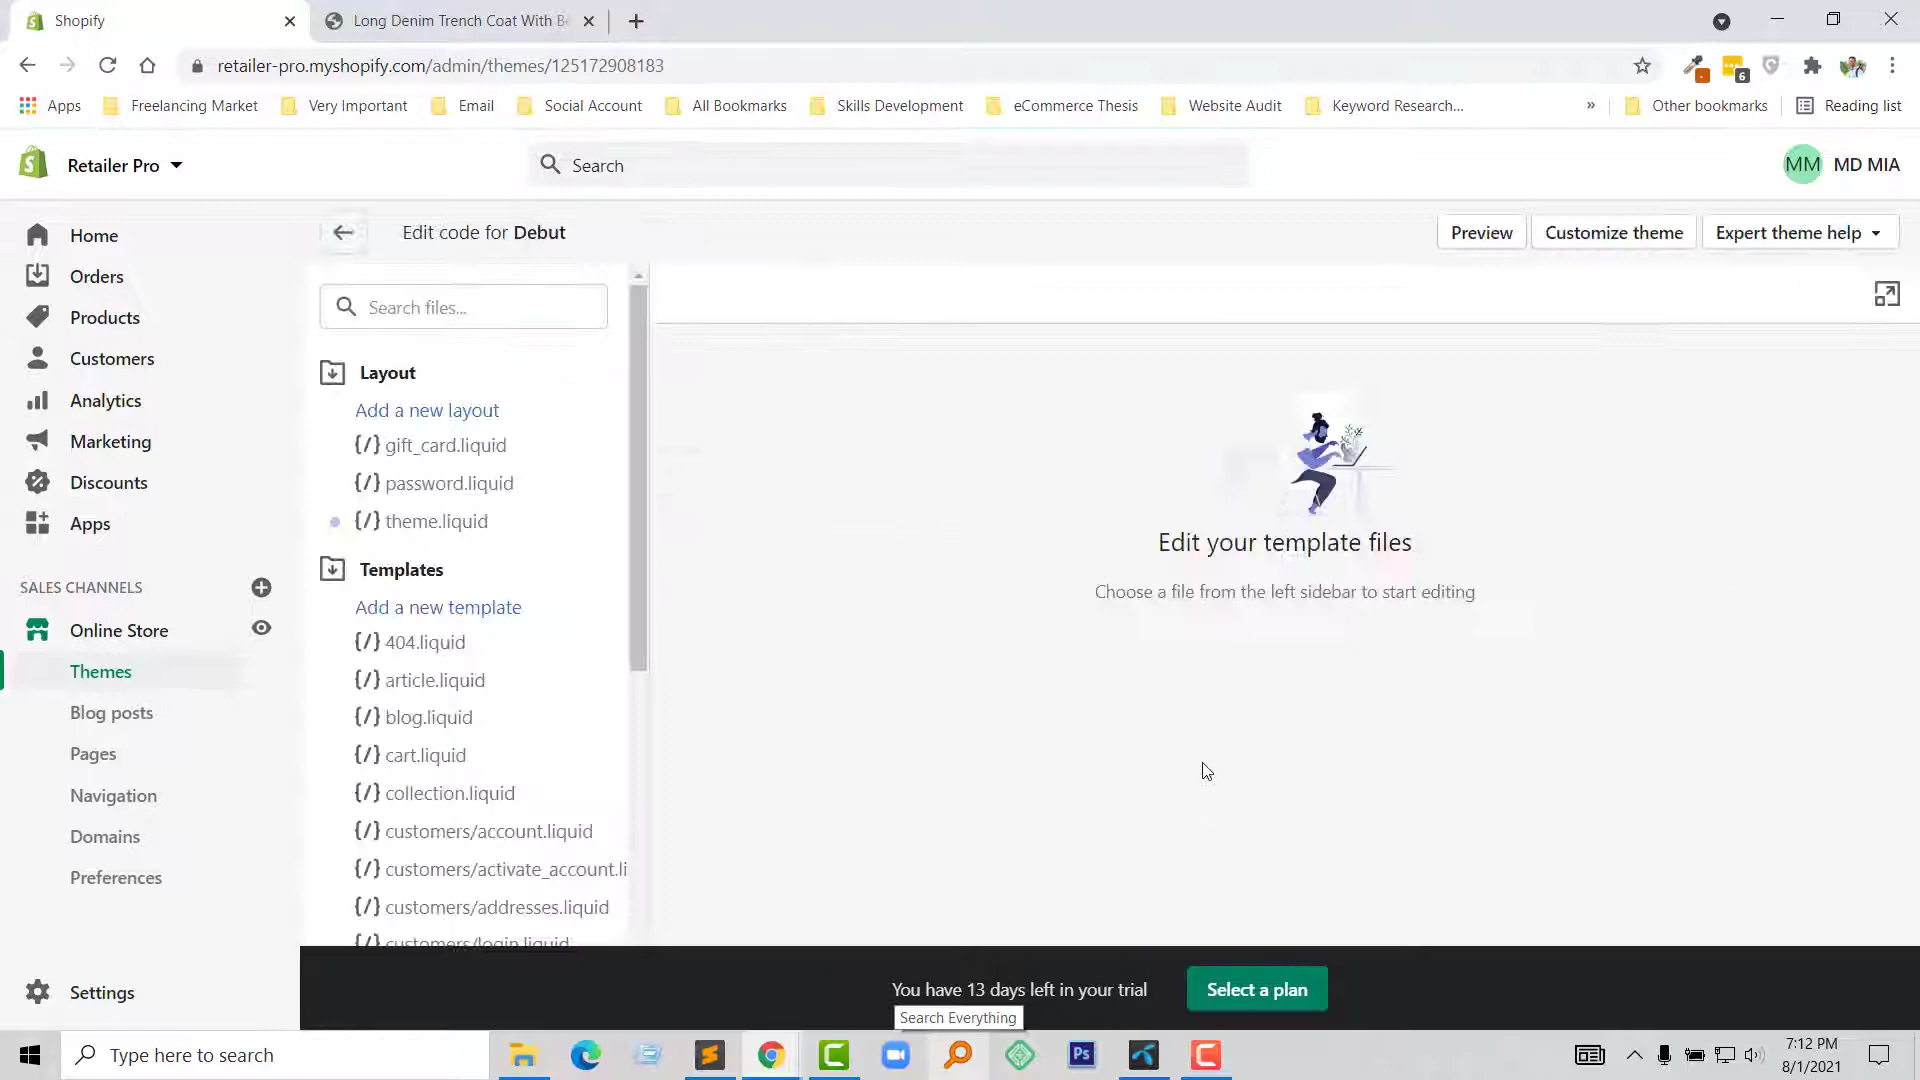 Shopify
Long Denim Trench Coat With Be
retailer-pro.myshopify.com/admin/themes/125172908183
6
Apps
Freelancing Market
Very Important
Email
Social Account
All Bookmarks
Skills Development
eCommerce Thesis
Website Audit
Keyword Research...
»
Other bookmarks
Reading list
Retailer Pro
Search
MM MD MIA
Home
Orders
Products
Customers
Analytics
Marketing
Discounts
Apps
SALES CHANNELS
Online Store
Themes
Blog posts
Pages
Navigation
Domains
Preferences
Settings
Edit code for Debut
Preview
Customize theme
Expert theme help
Search files...
Layout
Add a new layout
{/} gift_card.liquid
{/} password.liquid
{/} theme.liquid
Templates
Add a new template
{/} 404.liquid
{/} article.liquid
{/} blog.liquid
{/} cart.liquid
{/} collection.liquid
{/} customers/account.liquid
{/} customers/activate_account.li
{/} customers/addresses.liquid
{/} customers/login.liquid
Edit your template files
Choose a file from the left sidebar to start editing
You have 13 days left in your trial
Select a plan
Search Everything
Type here to search
Ps
7:12 PM
8/1/2021